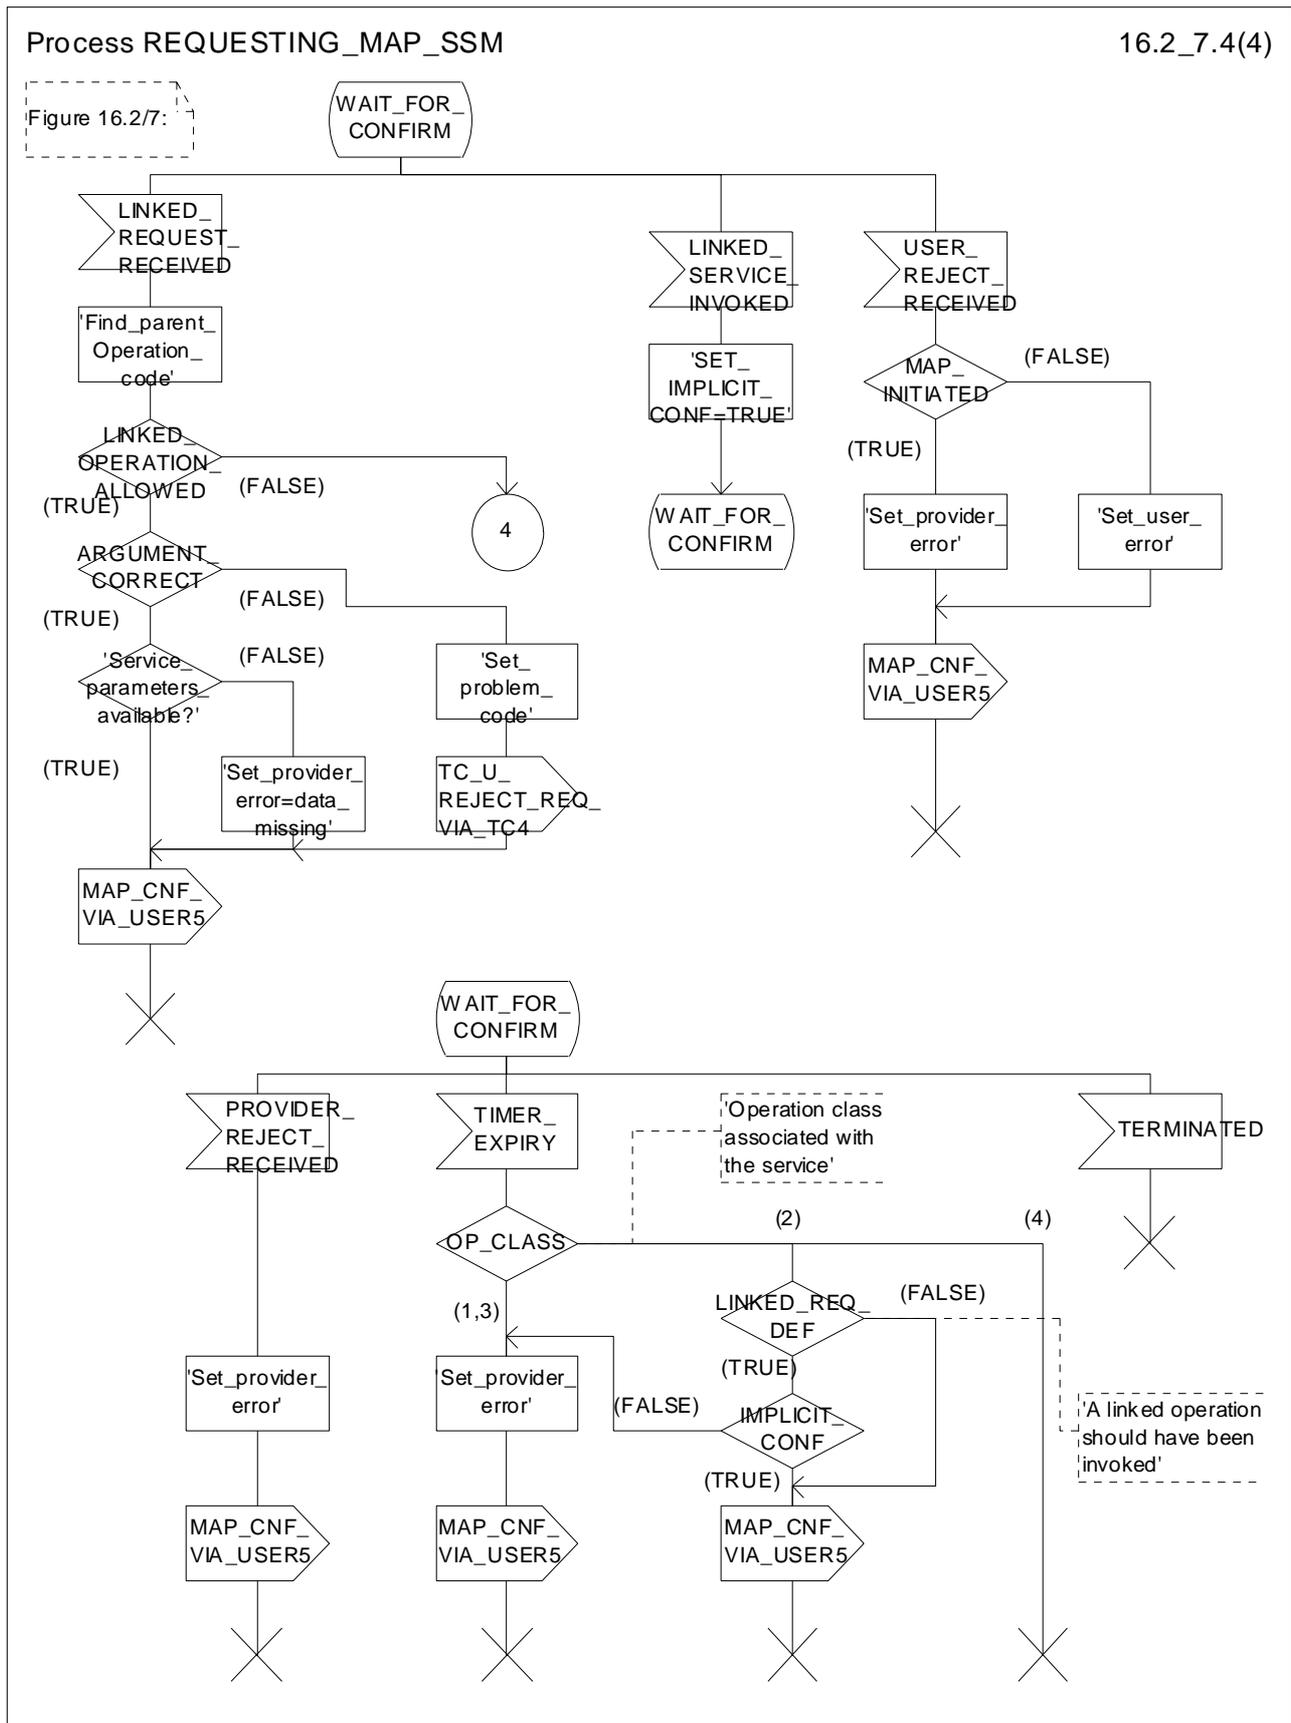 Process REQUESTING_MAP_SSM
16.2_7.4(4)
Figure 16.2/7:
WAIT_FOR_
CONFIRM
LINKED_
REQUEST_
RECEIVED
LINKED_
SERVICE_
INVOKED
USER_
REJECT_
RECEIVED
'Find_parent_
Operation_
code'
'SET_
IMPLICIT_
CONF=TRUE'
MAP_
INITIATED
(FALSE)
(TRUE)
LINKED_
OPERATION_
ALLOWED
(FALSE)
(TRUE)
4
WAIT_FOR_
CONFIRM
'Set_provider_
error'
'Set_user_
error'
ARGUMENT_
CORRECT
(FALSE)
(TRUE)
'Service_
parameters_
available?'
(FALSE)
(TRUE)
'Set_
problem_
code'
MAP_CNF_
VIA_USER5
'Set_provider_
error=data_
missing'
TC_U_
REJECT_REQ_
VIA_TC4
MAP_CNF_
VIA_USER5
WAIT_FOR_
CONFIRM
PROVIDER_
REJECT_
RECEIVED
TIMER_
EXPIRY
'Operation class
associated with
the service'
TERMINATED
OP_CLASS
(2)
(4)
(1,3)
LINKED_REQ_
DEF
(FALSE)
(TRUE)
'Set_provider_
error'
'Set_provider_
error'
(FALSE)
IMPLICIT_
CONF
(TRUE)
'A linked operation
should have been
invoked'
MAP_CNF_
VIA_USER5
MAP_CNF_
VIA_USER5
MAP_CNF_
VIA_USER5